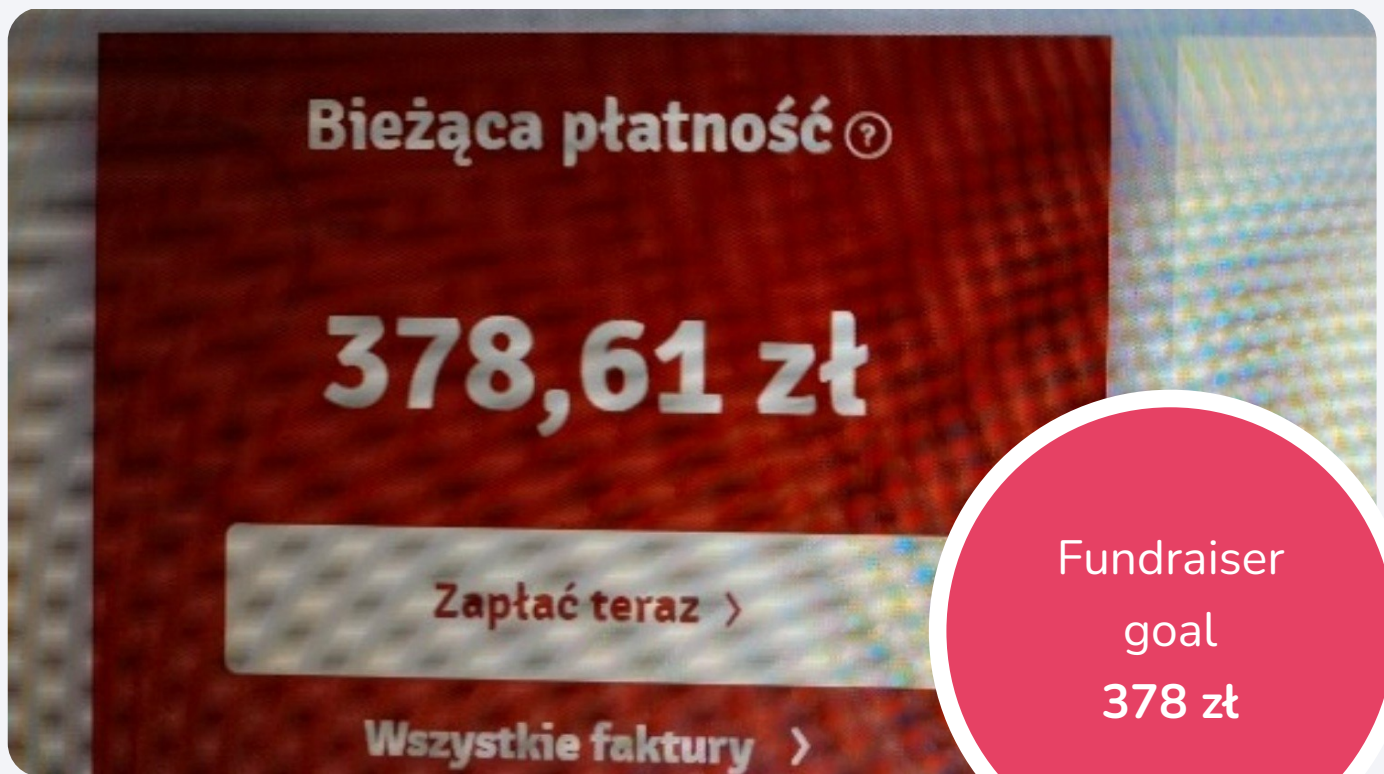 Bieżąca płatność ?
378,61 zł
Zapłać teraz
Wszystkie faktury
Fundraiser
goal
378 zł